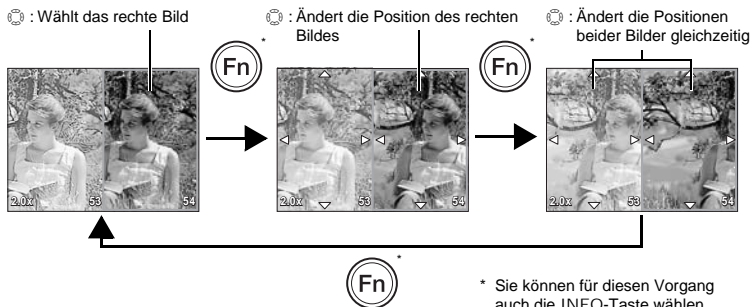 : Wählt das rechte Bild
: Ändert die Position des rechten
Bildes
: Ändert die Positionen
beider Bilder gleichzeitig
*
Fn
*
Fn
2.0x 53 54
2.0x 53 54
2.0x 53 54
*
Fn
* Sie können für diesen Vorgang
auch die INFO-Taste wählen.